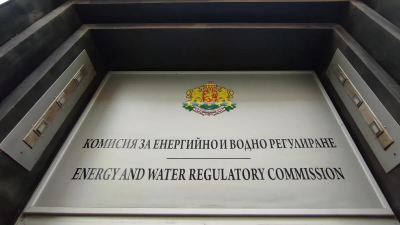 КОМИСИЯ ЗА ЕНЕРГИЙНО И ВОДНО РЕГУЛИРАНЕ
ENERGY AND WATER REGULATORY COMMISSION